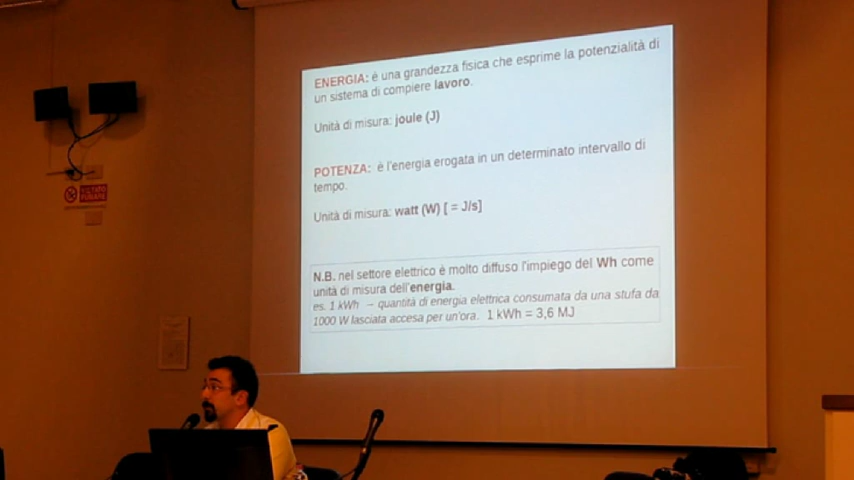 ENERGIA: è una grandezza fisica che esprime la potenzialità di
un sistema di compiere lavoro.
Unità di misura: joule (J)
POTENZA: è l'energia erogata in un determinato intervallo di
tempo.
Unità di misura: watt (W) [ = J/s]
N.B. nel settore elettrico è molto diffuso l'impiego del Wh come
unità di misura dell'energia.
es. 1 kWh → quantità di energia elettrica consumata da una stufa da
1000 W lasciata accesa per un'ora. 1 kWh = 3,6 MJ
VIETATO
FUMARE